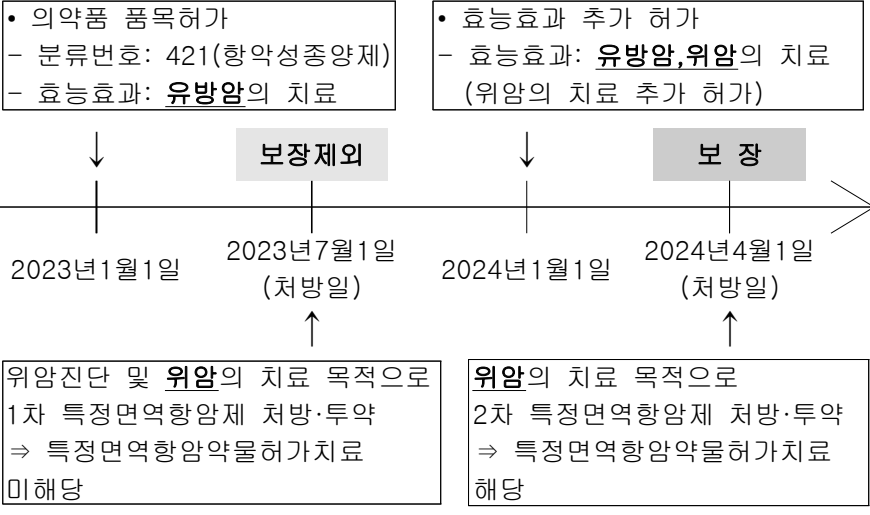 • 의약품 품목허가
- 분류번호: 421(항악성종양제)
- 효능효과: 유방암의 치료
• 효능효과 추가 허가
- 효능효과: 유방암,위암의 치료
(위암의 치료 추가 허가)
↓
보장제외
↓
보 장
2023년1월1일
2023년7월1일
(처방일)
2024년1월1일
2024년4월1일
(처방일)
↑
↑
위암진단 및 위암의 치료 목적으로
1차 특정면역항암제 처방·투약
⇒ 특정면역항암약물허가치료
미해당
위암의 치료 목적으로
2차 특정면역항암제 처방·투약
⇒ 특정면역항암약물허가치료
해당